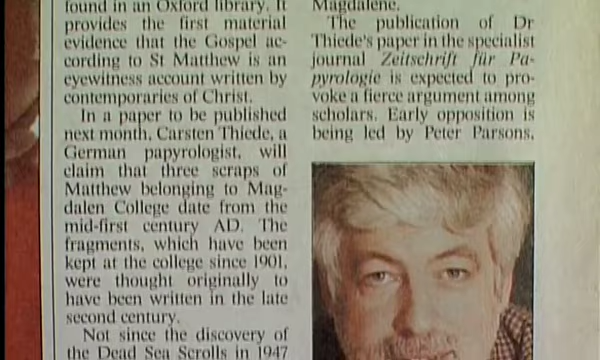 found in an Oxford library. It
provides the first material
evidence that the Gospel ac-
cording to St Matthew is an
eyewitness account written by
contemporaries of Christ.
In a paper to be published
next month, Carsten Thiede, a
German papyrologist, will
claim that three scraps of
Matthew belonging to Mag-
dalen College date from the
mid-first century AD. The
fragments, which have been
kept at the college since 1901,
were thought originally to
have been written in the late
second century.
Not since the discovery of
the Dead Sea Scrolls in 1947
Magdalene.
The publication of Dr
Thiede's paper in the specialist
journal Zeitschrift für Pa-
pyrologie is expected to pro-
voke a fierce argument among
scholars. Early opposition is
being led by Peter Parsons,